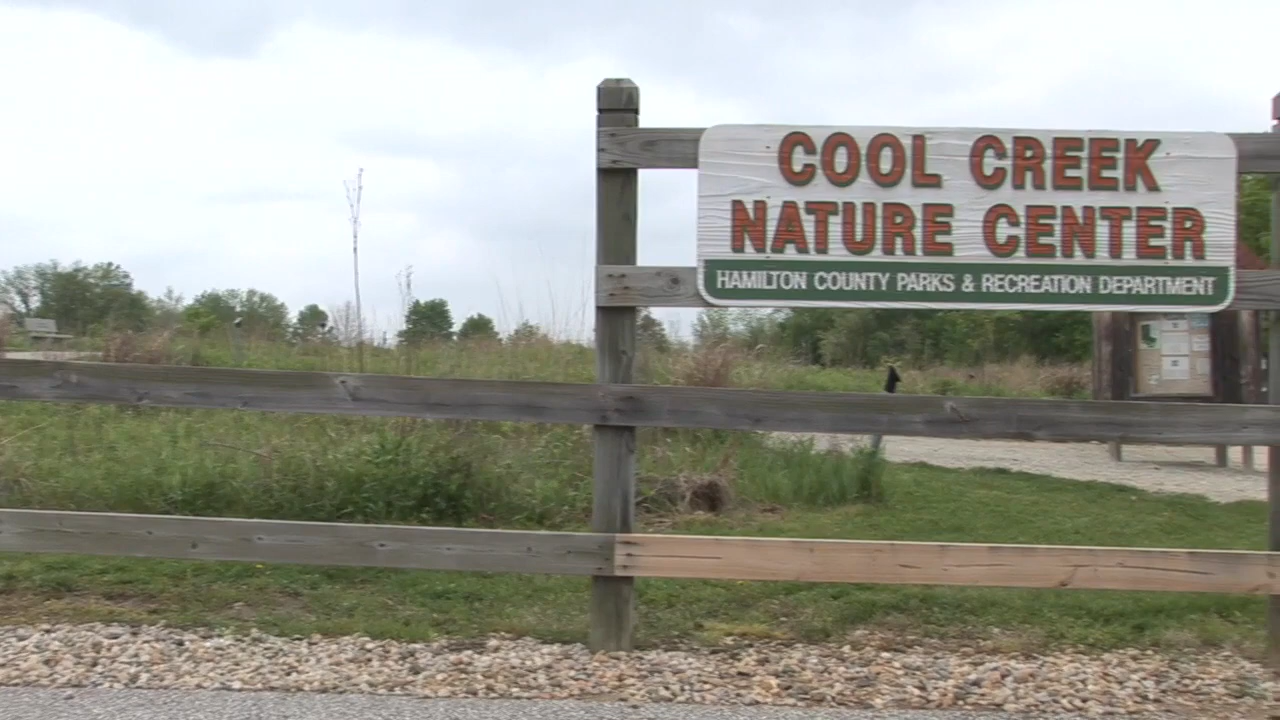 COOL CREEK
NATURE CENTER
HAMILTON COUNTY PARKS & RECREATION DEPARTMENT